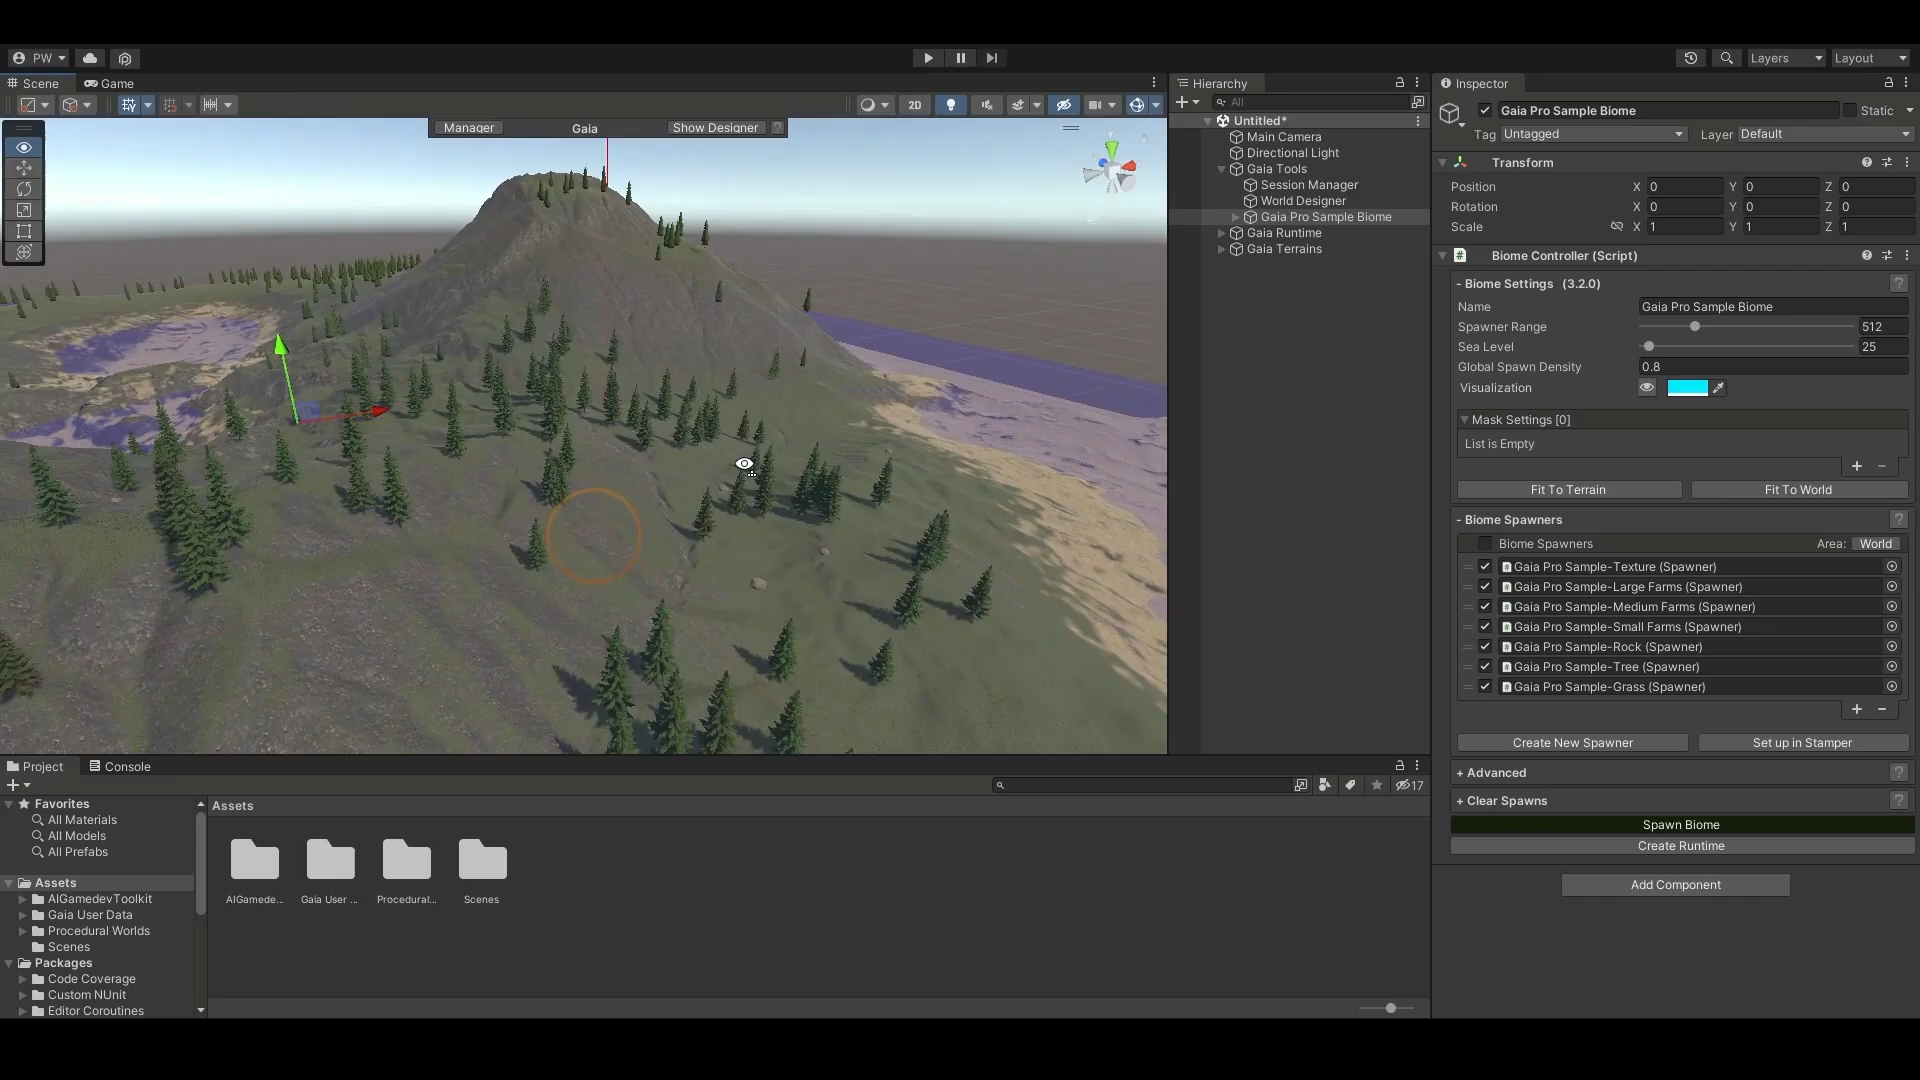 PW
Layers
Layout
Scene
Game
2D
Manager
Gaia
Show Designer
?
Y
Hierarchy
All
Untitled*
Main Camera
Directional Light
Gaia Tools
Session Manager
World Designer
Gaia Pro Sample Biome
Gaia Runtime
Gaia Terrains
Inspector
Gaia Pro Sample Biome
Static
Tag Untagged
Layer Default
Transform
Position X 0 Y 0 Z 0
Rotation X 0 Y 0 Z 0
Scale X 1 Y 1 Z 1
# Biome Controller (Script)
- Biome Settings (3.2.0) ?
Name Gaia Pro Sample Biome
Spawner Range 512
Sea Level 25
Global Spawn Density 0.8
Visualization
Mask Settings [0]
List is Empty
+ −
Fit To Terrain
Fit To World
- Biome Spawners ?
Biome Spawners Area: World
Gaia Pro Sample-Texture (Spawner)
Gaia Pro Sample-Large Farms (Spawner)
Gaia Pro Sample-Medium Farms (Spawner)
Gaia Pro Sample-Small Farms (Spawner)
Gaia Pro Sample-Rock (Spawner)
Gaia Pro Sample-Tree (Spawner)
Gaia Pro Sample-Grass (Spawner)
+ −
Create New Spawner
Set up in Stamper
+ Advanced ?
+ Clear Spawns ?
Spawn Biome
Create Runtime
Add Component
Project
Console
17
Favorites
All Materials
All Models
All Prefabs
Assets
AIGamedevToolkit
Gaia User Data
Procedural Worlds
Scenes
Packages
Code Coverage
Custom NUnit
Editor Coroutines
Assets
AIGamede...
Gaia User ...
Procedural...
Scenes